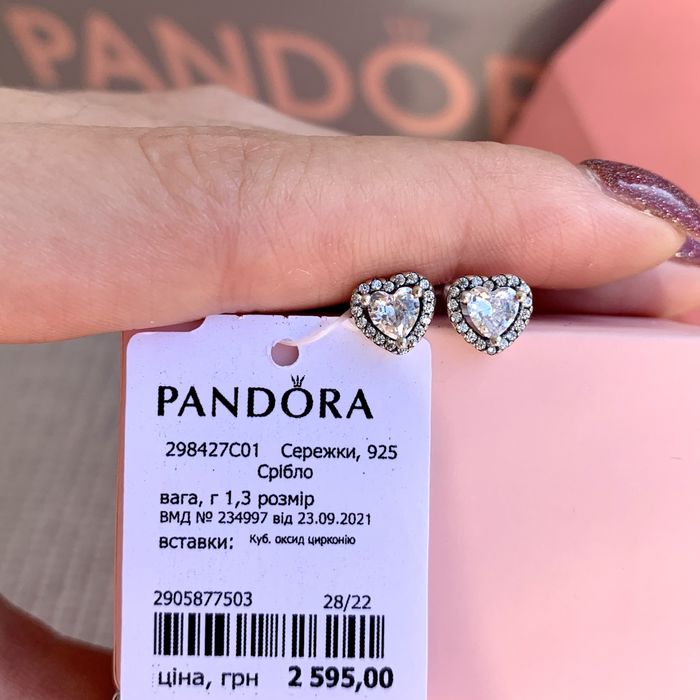 PANDOR
PANDORA
298427C01 Сережки, 925
Срібло
вага, г 1,3 розмір
ВМД № 234997 від 23.09.2021
вставки: Куб. оксид цирконію
2905877503 28/22
ціна, грн 2 595,00